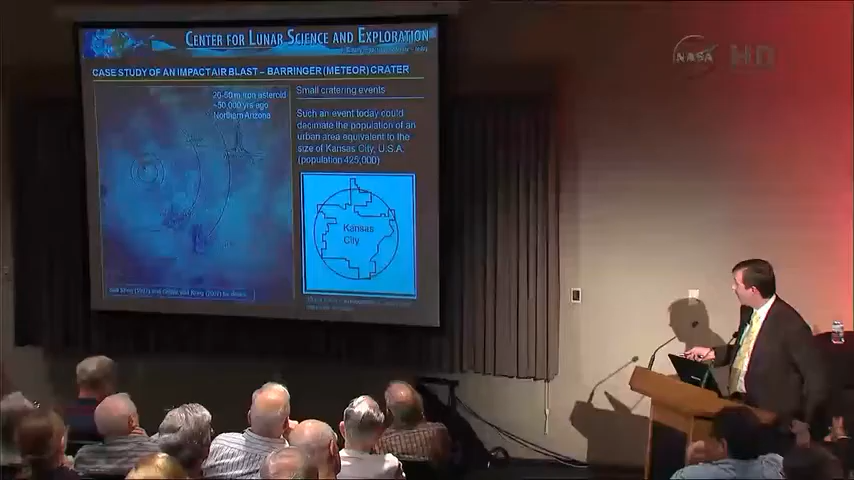 CENTER FOR LUNAR SCIENCE AND EXPLORATION
NASA HD
CASE STUDY OF AN IMPACT AIR BLAST – BARRINGER (METEOR) CRATER
20-50 m iron asteroid
~50,000 yrs ago
Northern Arizona
Small cratering events
Such an event today could
decimate the population of an
urban area equivalent to the
size of Kansas City, U.S.A.
(population 425,000)
Kansas
City